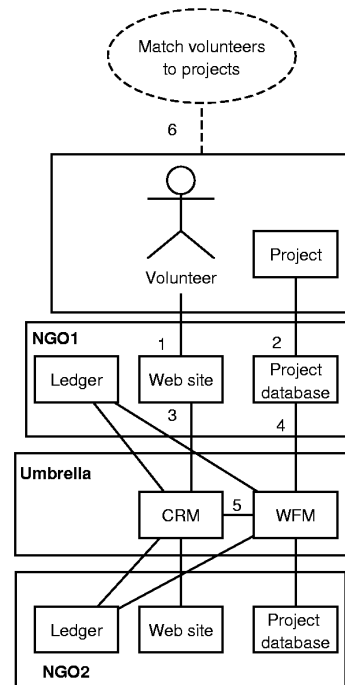 Match volunteers
to projects
6
Volunteer
Project
NGO1
1
2
Ledger
Web site
Project
database
3
4
Umbrella
CRM
5
WFM
Ledger
Web site
Project
database
NGO2